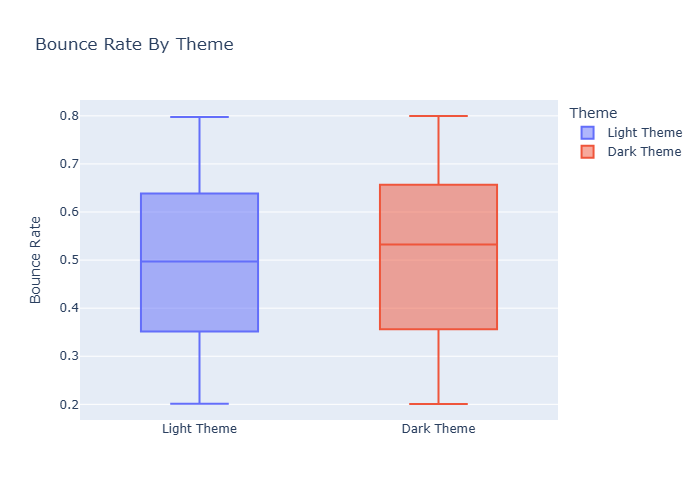 Bounce Rate By Theme
Theme
Light Theme
Dark Theme
Bounce Rate
0.8
0.7
0.6
0.5
0.4
0.3
0.2
Light Theme
Dark Theme